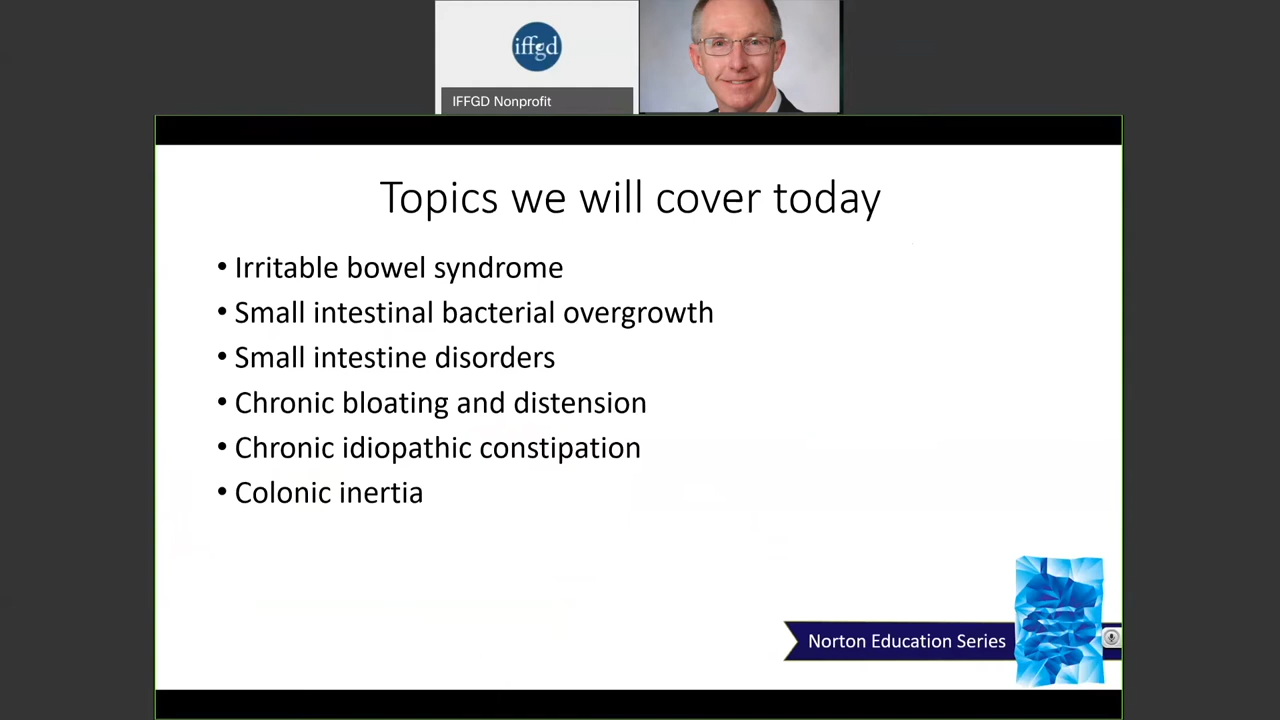 iffgd
IFFGD Nonprofit
Topics we will cover today
• Irritable bowel syndrome
• Small intestinal bacterial overgrowth
• Small intestine disorders
• Chronic bloating and distension
• Chronic idiopathic constipation
• Colonic inertia
Norton Education Series